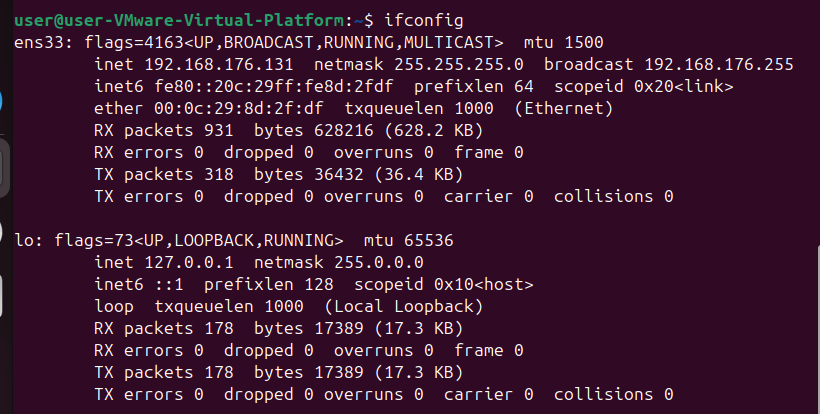 user@user-VMware-Virtual-Platform:~$ ifconfig
ens33: flags=4163<UP,BROADCAST,RUNNING,MULTICAST>  mtu 1500
        inet 192.168.176.131  netmask 255.255.255.0  broadcast 192.168.176.255
        inet6 fe80::20c:29ff:fe8d:2fdf  prefixlen 64  scopeid 0x20<link>
        ether 00:0c:29:8d:2f:df  txqueuelen 1000  (Ethernet)
        RX packets 931  bytes 628216 (628.2 KB)
        RX errors 0  dropped 0  overruns 0  frame 0
        TX packets 318  bytes 36432 (36.4 KB)
        TX errors 0  dropped 0 overruns 0  carrier 0  collisions 0

lo: flags=73<UP,LOOPBACK,RUNNING>  mtu 65536
        inet 127.0.0.1  netmask 255.0.0.0
        inet6 ::1  prefixlen 128  scopeid 0x10<host>
        loop  txqueuelen 1000  (Local Loopback)
        RX packets 178  bytes 17389 (17.3 KB)
        RX errors 0  dropped 0  overruns 0  frame 0
        TX packets 178  bytes 17389 (17.3 KB)
        TX errors 0  dropped 0 overruns 0  carrier 0  collisions 0